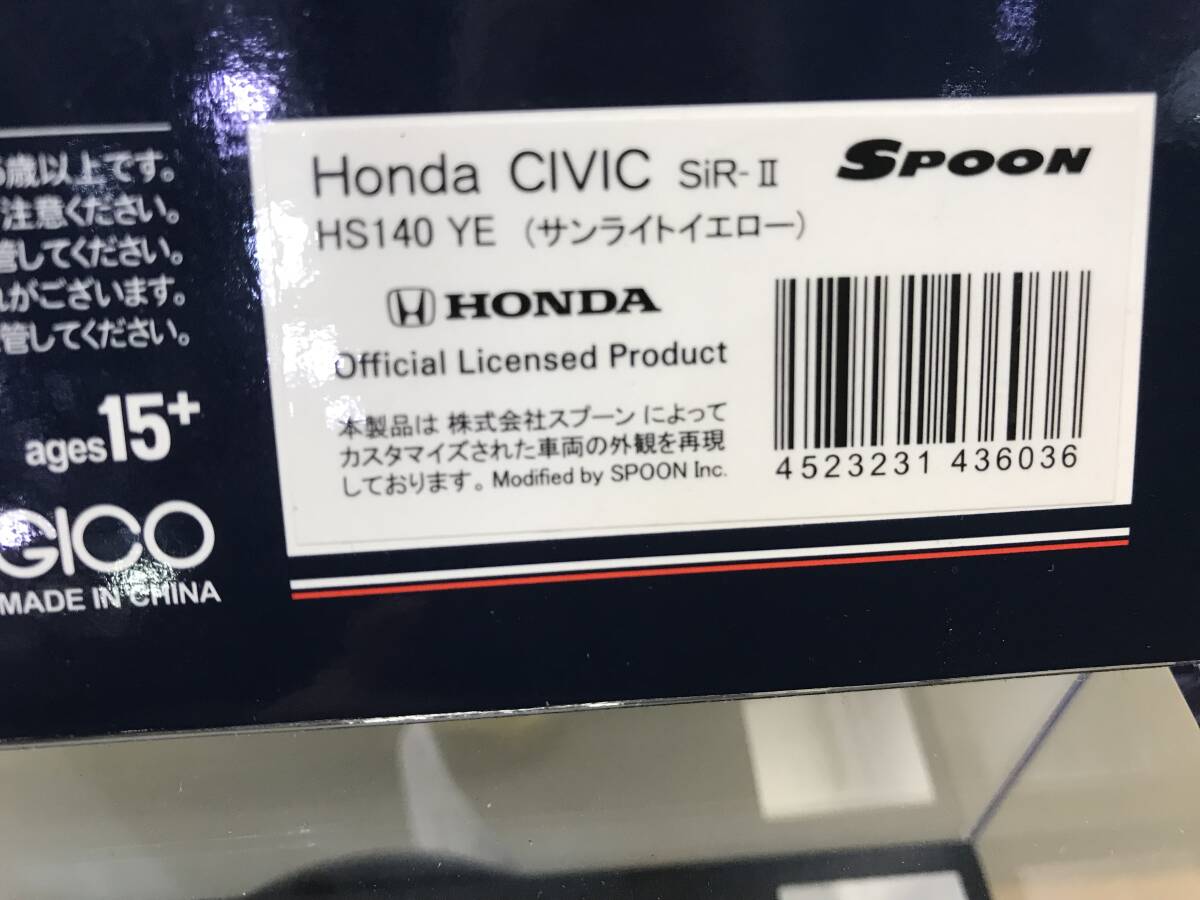 歳以上です。
注意ください。
してください。
がございます。
管してください。
ages15+
GICO
MADE IN CHINA
Honda CIVIC SiR-Ⅱ SPOON
HS140 YE (サンライトイエロー)
HONDA
Official Licensed Product
本製品は 株式会社スプーン によって
カスタマイズされた車両の外観を再現
しております。Modified by SPOON Inc.
4523231 436036